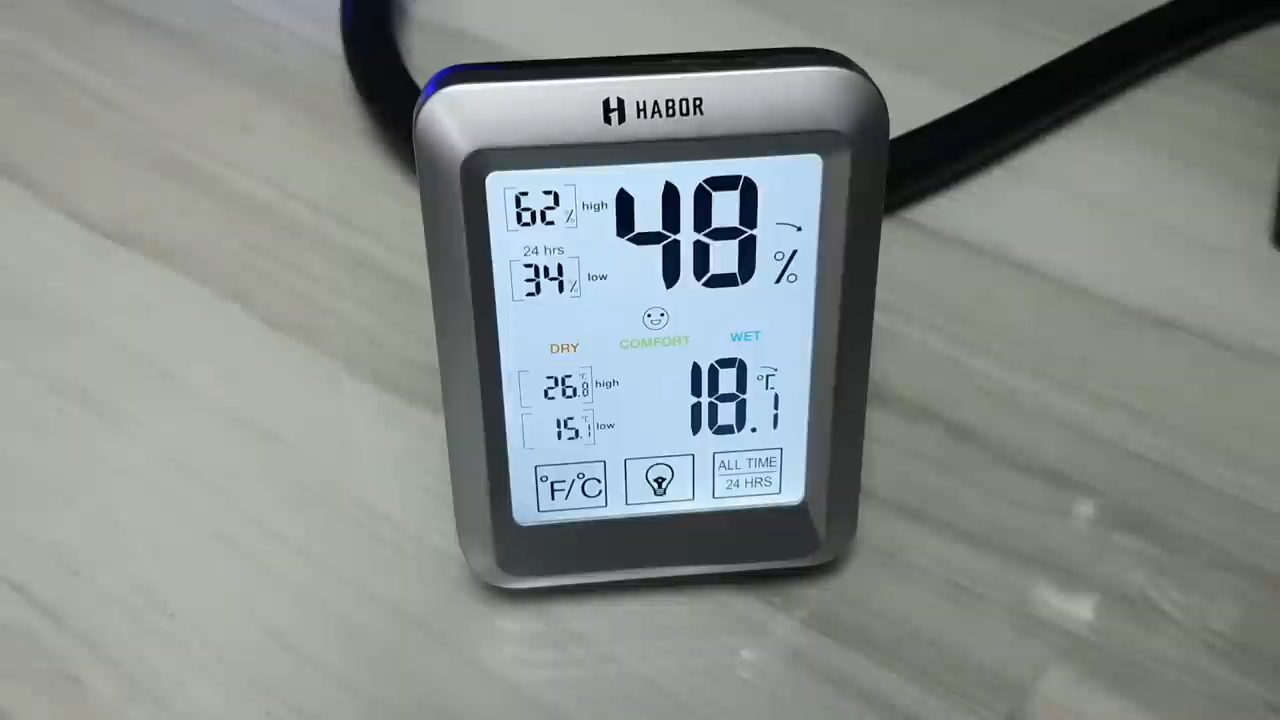 HABOR
62% high
48%
24 hrs
34% low
DRY COMFORT WET
26.8°C high
18.1°C
15.1°C low
°F/°C
ALL TIME
24 HRS